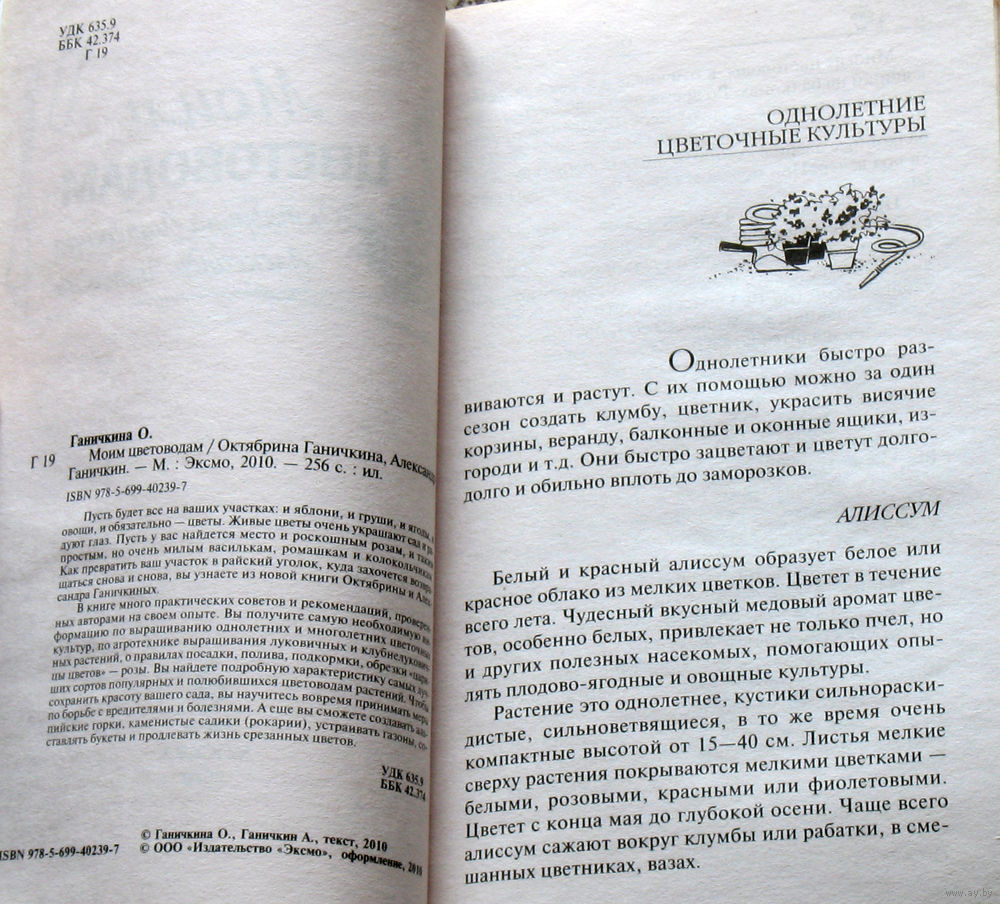 УДК 635.9
ББК 42.374
Г 19
Ганичкина О.
Г 19 Моим цветоводам / Октябрина Ганичкина, Александр
Ганичкин. — М. : Эксмо, 2010. — 256 с. : ил.
ISBN 978-5-699-40239-7
Пусть будет все на ваших участках: и яблони, и груши, и ягоды, и
овощи, и обязательно — цветы. Живые цветы очень украшают сад и ра-
дуют глаз. Пусть у вас найдется место и роскошным розам, и таким
простым, но очень милым василькам, ромашкам и колокольчикам.
Как превратить ваш участок в райский уголок, куда захочется возвра-
щаться снова и снова, вы узнаете из новой книги Октябрины и Алек-
сандра Ганичкиных.
В книге много практических советов и рекомендаций, проверен-
ных авторами на своем опыте. Вы получите самую необходимую ин-
формацию по выращиванию однолетних и многолетних цветочных
культур, по агротехнике выращивания луковичных и клубнелукович-
ных растений, о правилах посадки, полива, подкормки, обрезки «цари-
цы цветов» — розы. Вы найдете подробную характеристику самых луч-
ших сортов популярных и полюбившихся цветоводам растений. Чтобы
сохранить красоту вашего сада, вы научитесь вовремя принимать меры
по борьбе с вредителями и болезнями. А еще вы сможете создавать аль-
пийские горки, каменистые садики (рокарии), устраивать газоны, со-
ставлять букеты и продлевать жизнь срезанных цветов.
УДК 635.9
ББК 42.374
© Ганичкина О., Ганичкин А., текст, 2010
ISBN 978-5-699-40239-7 © ООО «Издательство «Эксмо», оформление, 2010
ОДНОЛЕТНИЕ
ЦВЕТОЧНЫЕ КУЛЬТУРЫ
Однолетники быстро раз-
виваются и растут. С их помощью можно за один
сезон создать клумбу, цветник, украсить висячие
корзины, веранду, балконные и оконные ящики, из-
городи и т.д. Они быстро зацветают и цветут долго-
долго и обильно вплоть до заморозков.
АЛИССУМ
Белый и красный алиссум образует белое или
красное облако из мелких цветков. Цветет в течение
всего лета. Чудесный вкусный медовый аромат цве-
тов, особенно белых, привлекает не только пчел, но
и других полезных насекомых, помогающих опы-
лять плодово-ягодные и овощные культуры.
Растение это однолетнее, кустики сильнораски-
дистые, сильноветвящиеся, в то же время очень
компактные высотой от 15—40 см. Листья мелкие
сверху растения покрываются мелкими цветками —
белыми, розовыми, красными или фиолетовыми.
Цветет с конца мая до глубокой осени. Чаще всего
алиссум сажают вокруг клумбы или рабатки, в сме-
шанных цветниках, вазах.
www.ay.by